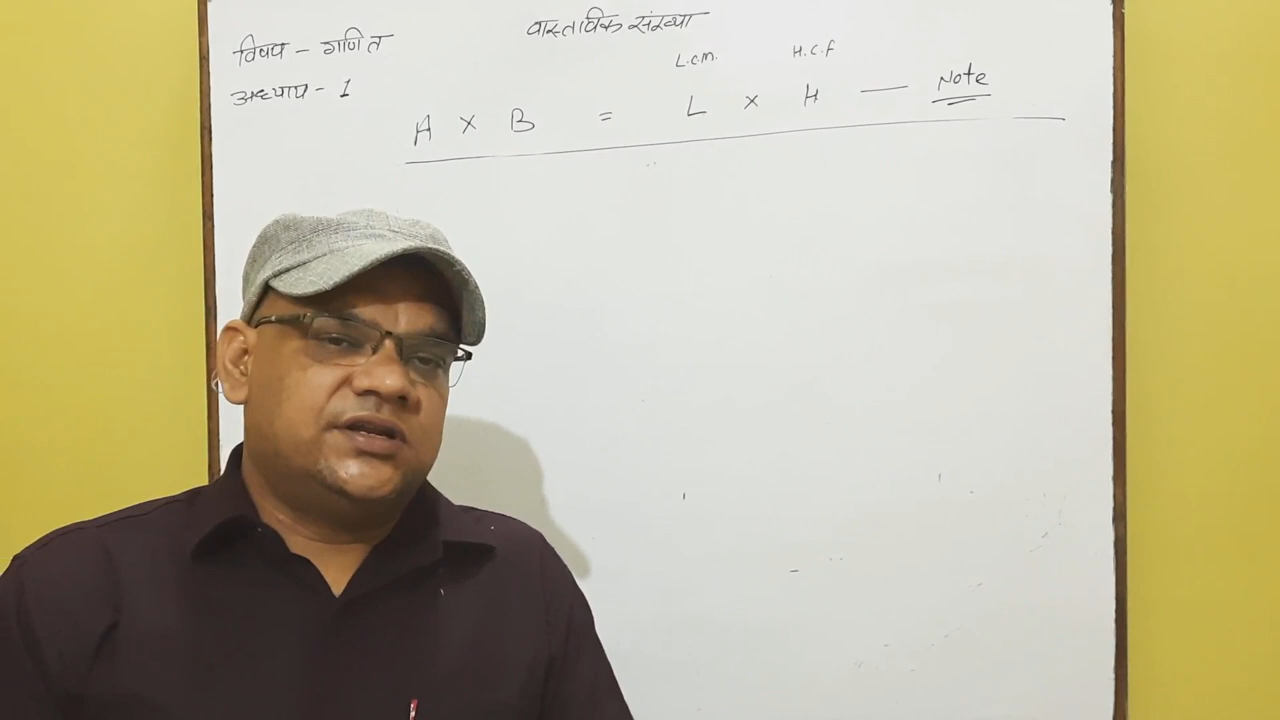 वास्तविक संख्या
विषय - गणित
अध्याय - 1
L.C.M. H.C.F
A × B = L × H — Note